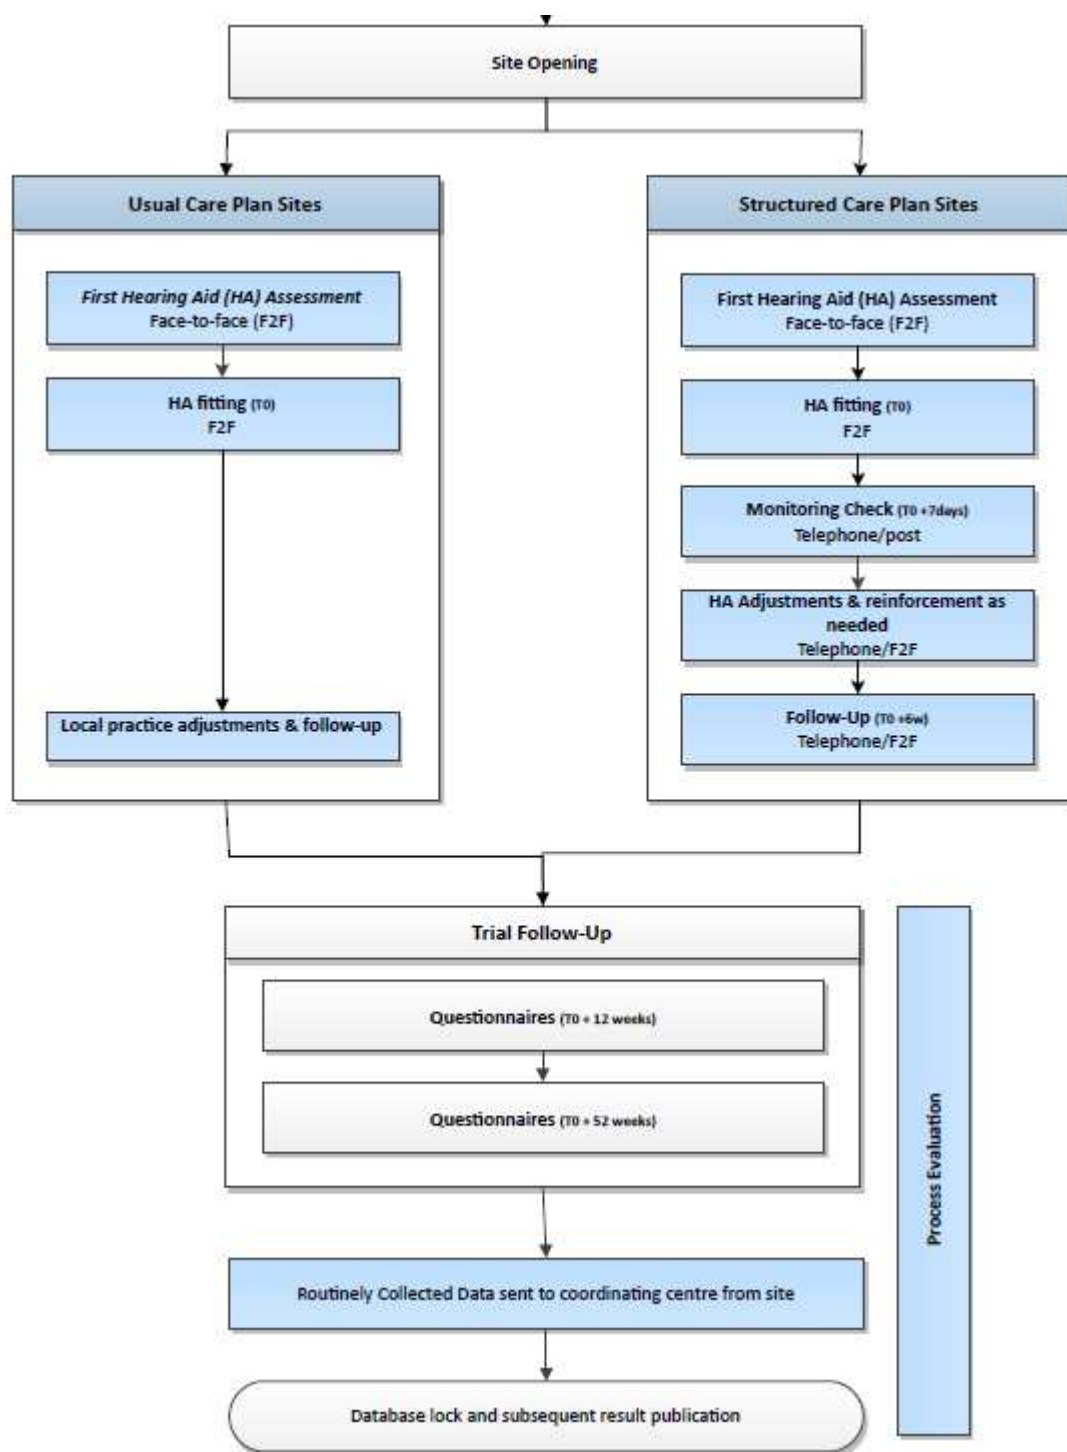 Site Opening
Usual Care Plan Sites
First Hearing Aid (HA) Assessment
Face-to-face (F2F)
HA fitting (T0)
F2F
Local practice adjustments & follow-up
Structured Care Plan Sites
First Hearing Aid (HA) Assessment
Face-to-face (F2F)
HA fitting (T0)
F2F
Monitoring Check (T0 +7days)
Telephone/post
HA Adjustments & reinforcement as
needed
Telephone/F2F
Follow-Up (T0 +6w)
Telephone/F2F
Trial Follow-Up
Questionnaires (T0 + 12 weeks)
Questionnaires (T0 + 52 weeks)
Process Evaluation
Routinely Collected Data sent to coordinating centre from site
Database lock and subsequent result publication